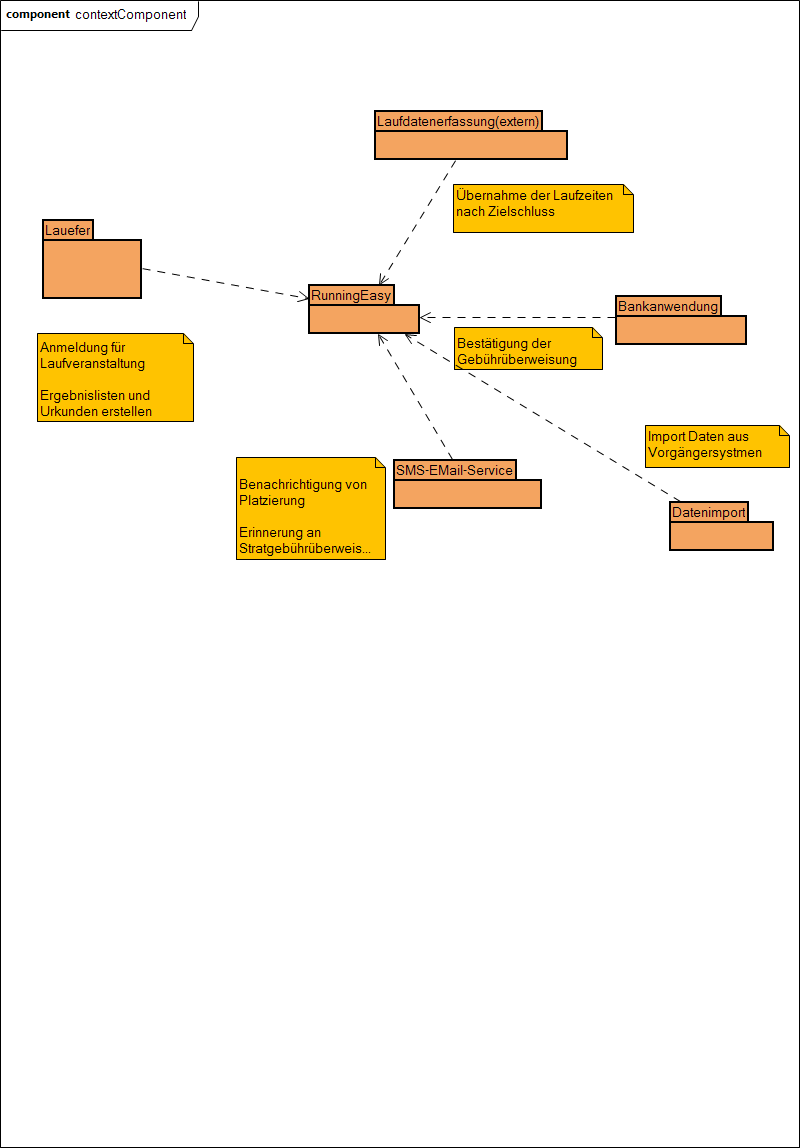 component contextComponent
Laufdatenerfassung(extern)
Übernahme der Laufzeiten
nach Zielschluss
Lauefer
RunningEasy
Bankanwendung
Anmeldung für
Laufveranstaltung
Ergebnislisten und
Urkunden erstellen
Bestätigung der
Gebührüberweisung
Import Daten aus
Vorgängersystmen
SMS-EMail-Service
Benachrichtigung von
Platzierung
Erinnerung an
Stratgebührüberweis...
Datenimport